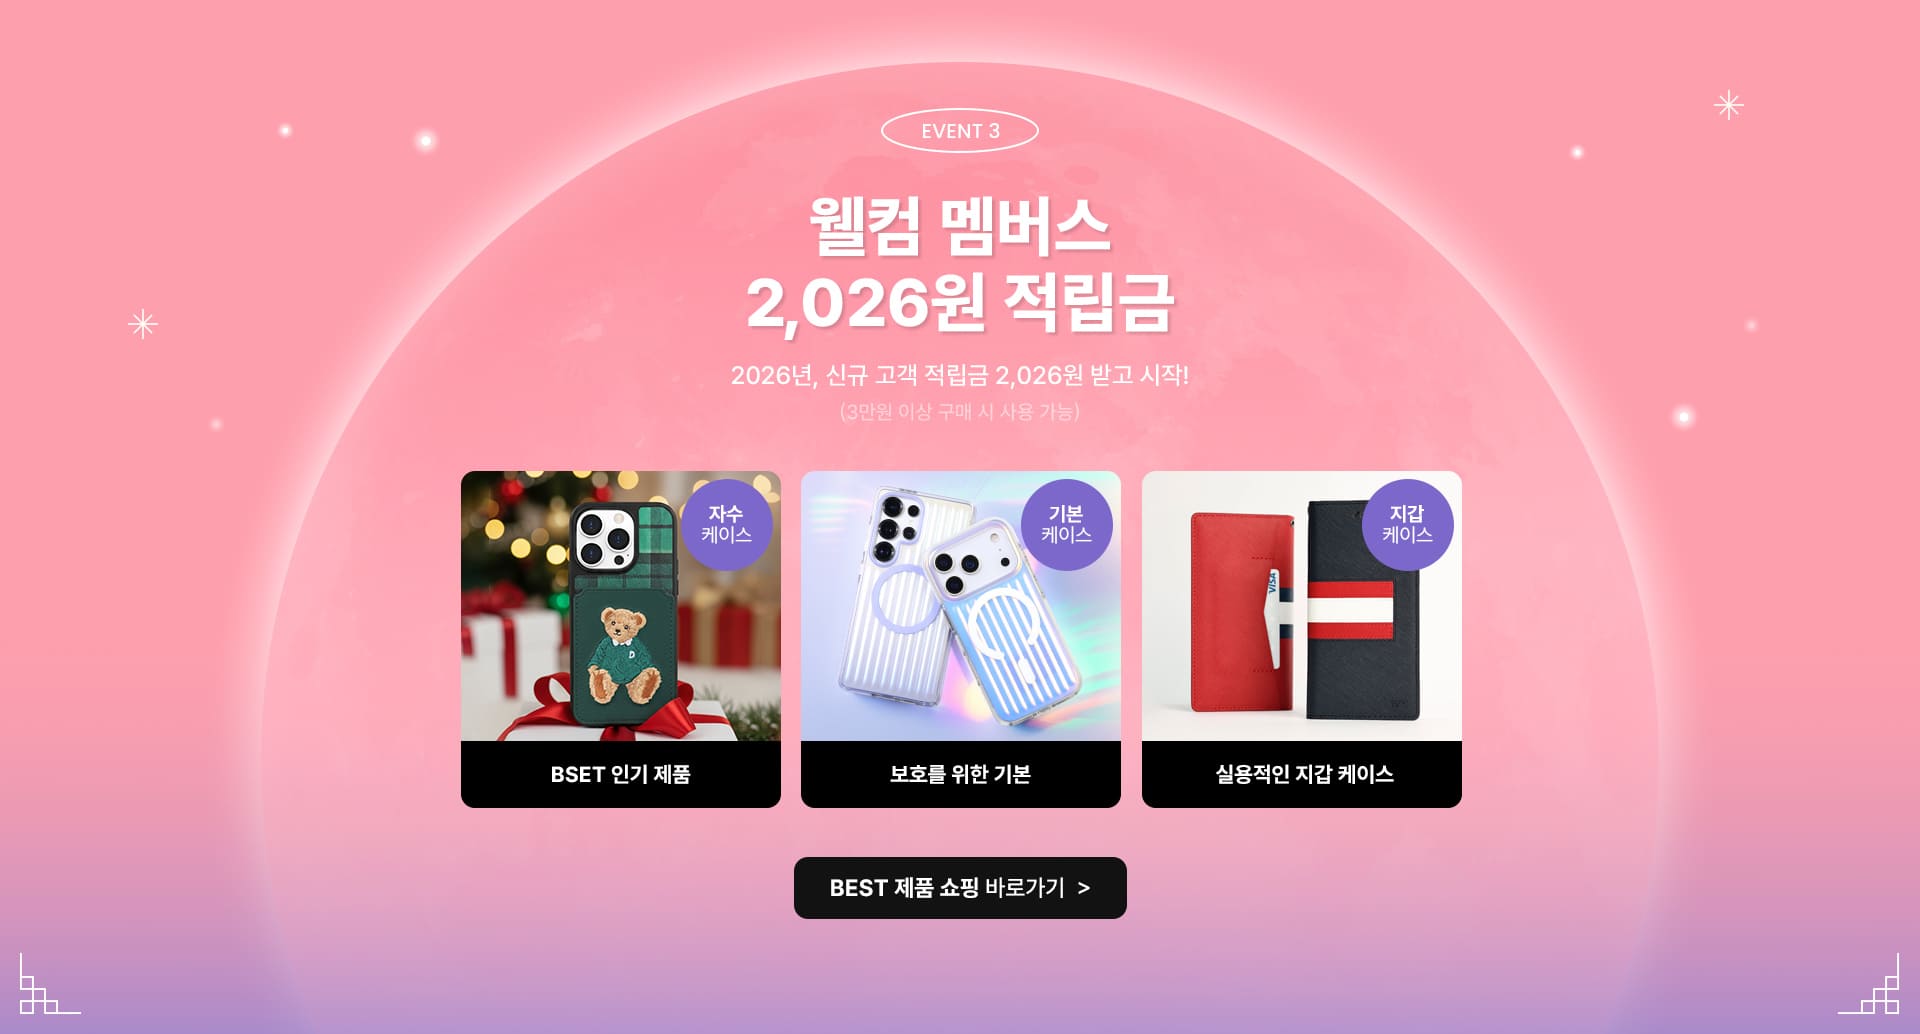 EVENT 3
웰컴 멤버스
2,026원 적립금
2026년, 신규 고객 적립금 2,026원 받고 시작!
(3만원 이상 구매 시 사용 가능)
자수
케이스
D
BSET 인기 제품
기본
케이스
보호를 위한 기본
지갑
케이스
VISA
실용적인 지갑 케이스
BEST 제품 쇼핑 바로가기 >